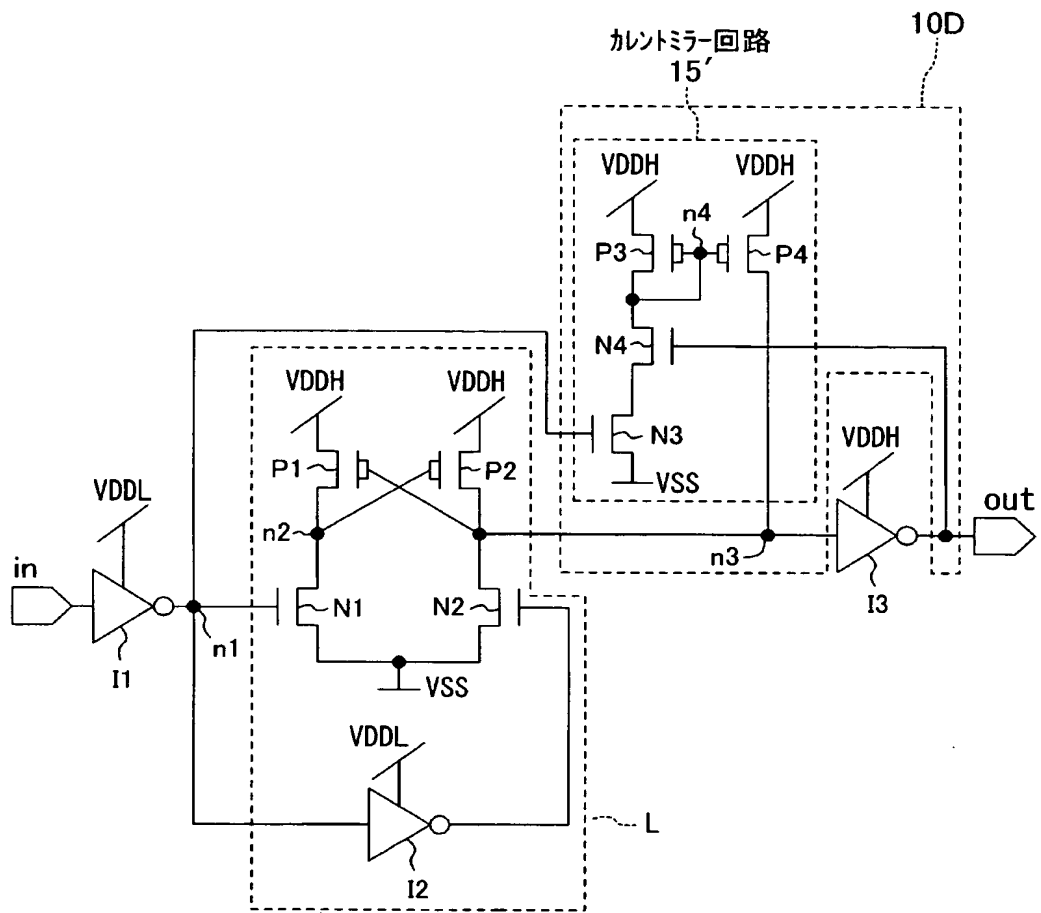 10D
カレントミラー回路
15′
VDDH
VDDH
n4
P3
P4
N4
N3
VSS
VDDH
VDDH
VDDH
P1
P2
VDDL
out
n2
n3
in
N1
N2
I3
n1
I1
VSS
VDDL
L
I2